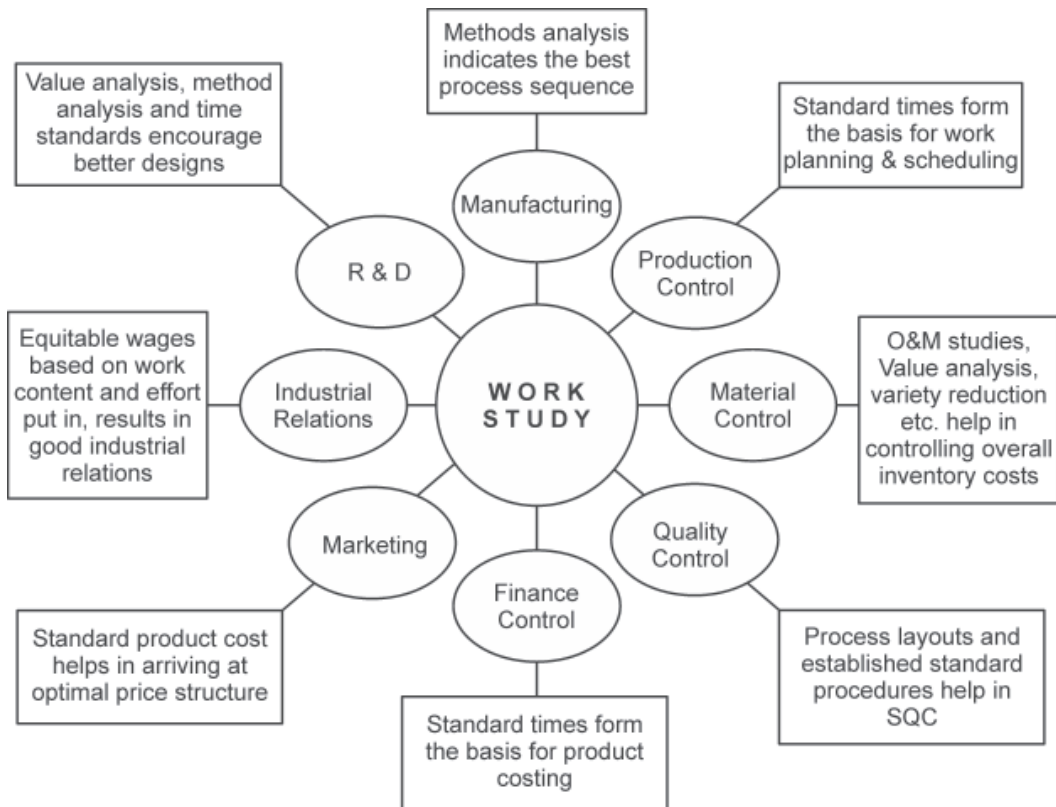 Methods analysis
indicates the best
process sequence
Value analysis, method
analysis and time
standards encourage
better designs
Standard times form
the basis for work
planning & scheduling
Manufacturing
R & D
Production
Control
Equitable wages
based on work
content and effort
put in, results in
good industrial
relations
Industrial
Relations
WORK
STUDY
Material
Control
O&M studies,
Value analysis,
variety reduction
etc. help in
controlling overall
inventory costs
Marketing
Finance
Control
Quality
Control
Standard product cost
helps in arriving at
optimal price structure
Standard times form
the basis for product
costing
Process layouts and
established standard
procedures help in
SQC